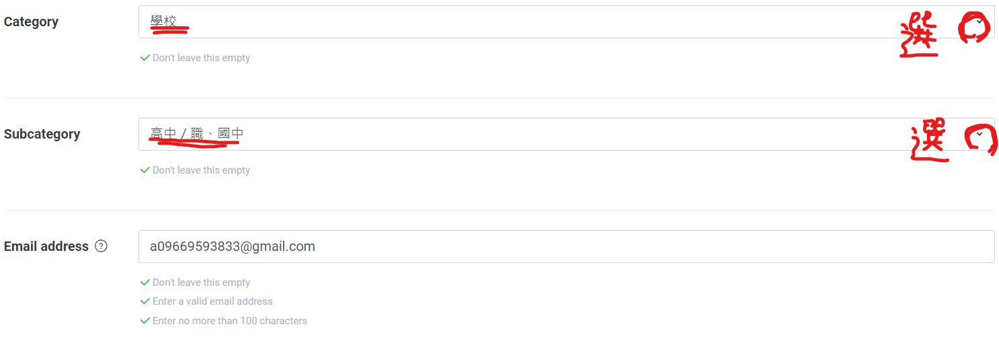 Category 學校 選
Don't leave this empty
Subcategory 高中 / 職、國中 選
Don't leave this empty
Email address ? a09669593833@gmail.com
Don't leave this empty
Enter a valid email address
Enter no more than 100 characters